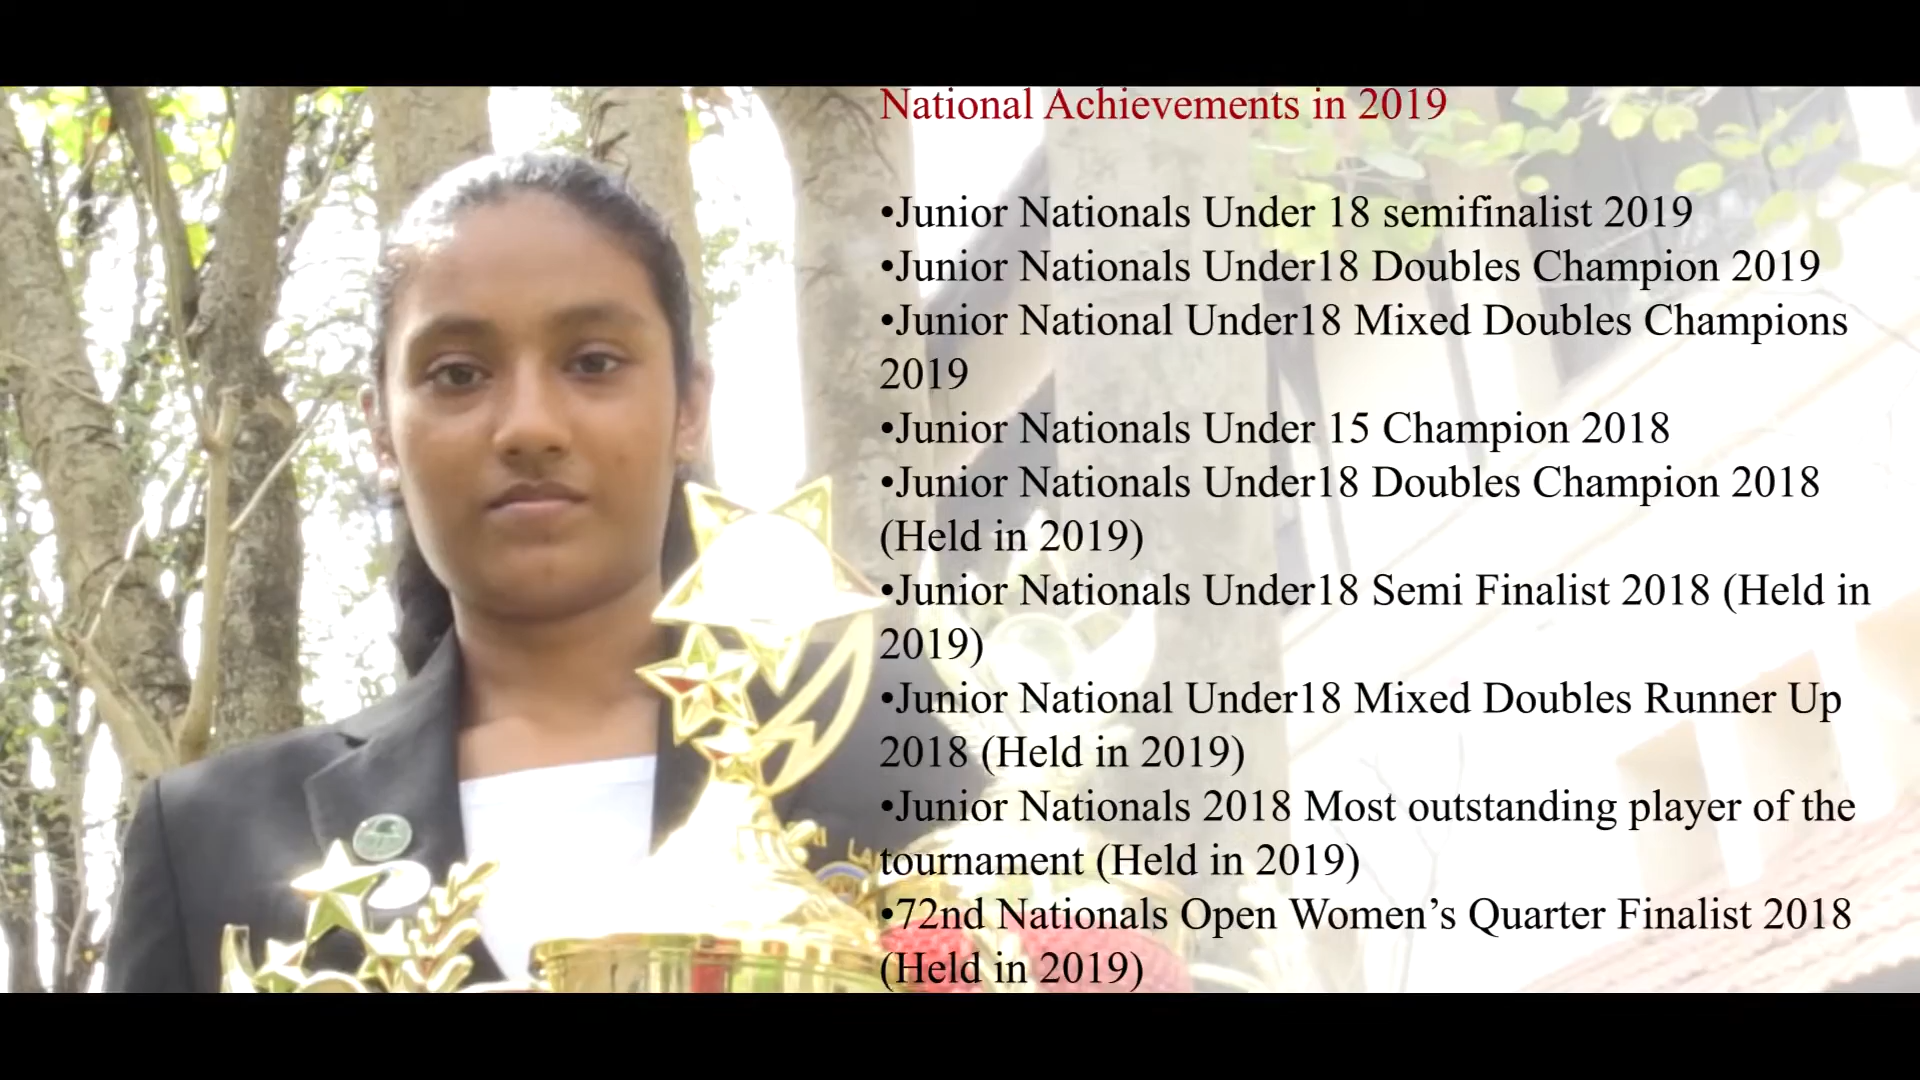 National Achievements in 2019
•Junior Nationals Under 18 semifinalist 2019
•Junior Nationals Under18 Doubles Champion 2019
•Junior National Under18 Mixed Doubles Champions
2019
•Junior Nationals Under 15 Champion 2018
•Junior Nationals Under18 Doubles Champion 2018
(Held in 2019)
•Junior Nationals Under18 Semi Finalist 2018 (Held in
2019)
•Junior National Under18 Mixed Doubles Runner Up
2018 (Held in 2019)
•Junior Nationals 2018 Most outstanding player of the
tournament (Held in 2019)
•72nd Nationals Open Women’s Quarter Finalist 2018
(Held in 2019)